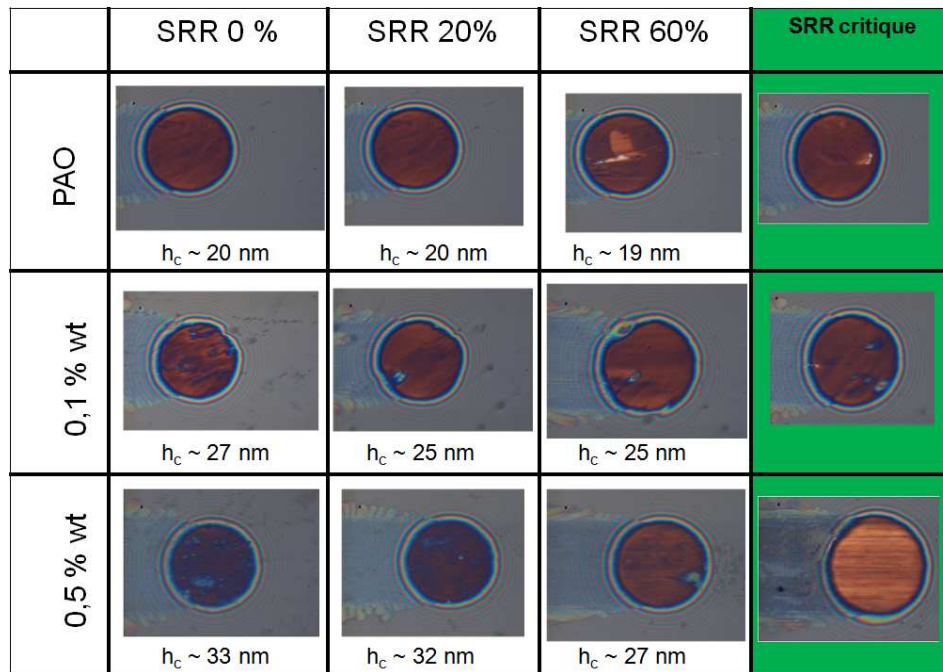 SRR 0 %
SRR 20%
SRR 60%
SRR critique
PAO
h_c ~ 20 nm
h_c ~ 20 nm
h_c ~ 19 nm
0,1 % wt
h_c ~ 27 nm
h_c ~ 25 nm
h_c ~ 25 nm
0,5 % wt
h_c ~ 33 nm
h_c ~ 32 nm
h_c ~ 27 nm